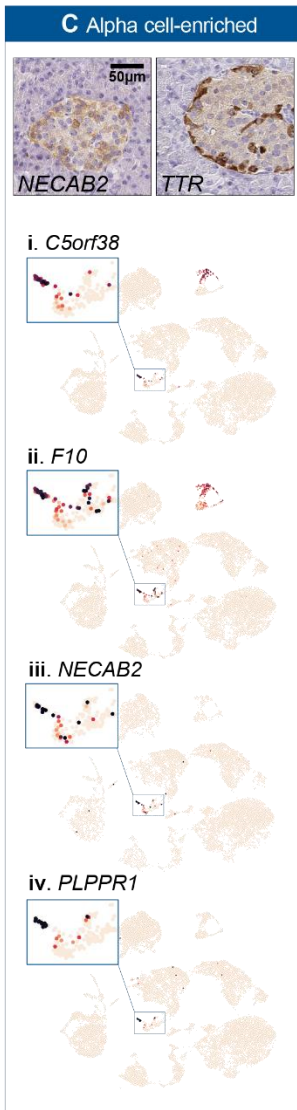 C Alpha cell-enriched
50µm
NECAB2
TTR
i. C5orf38
ii. F10
iii. NECAB2
iv. PLPPR1